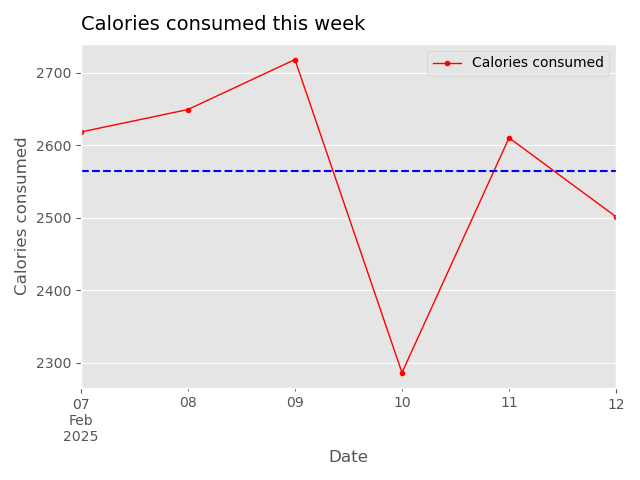 Calories consumed this week
Calories consumed
2700
2600
2500
2400
2300
Calories consumed
07
Feb
2025
08
09
10
11
12
Date